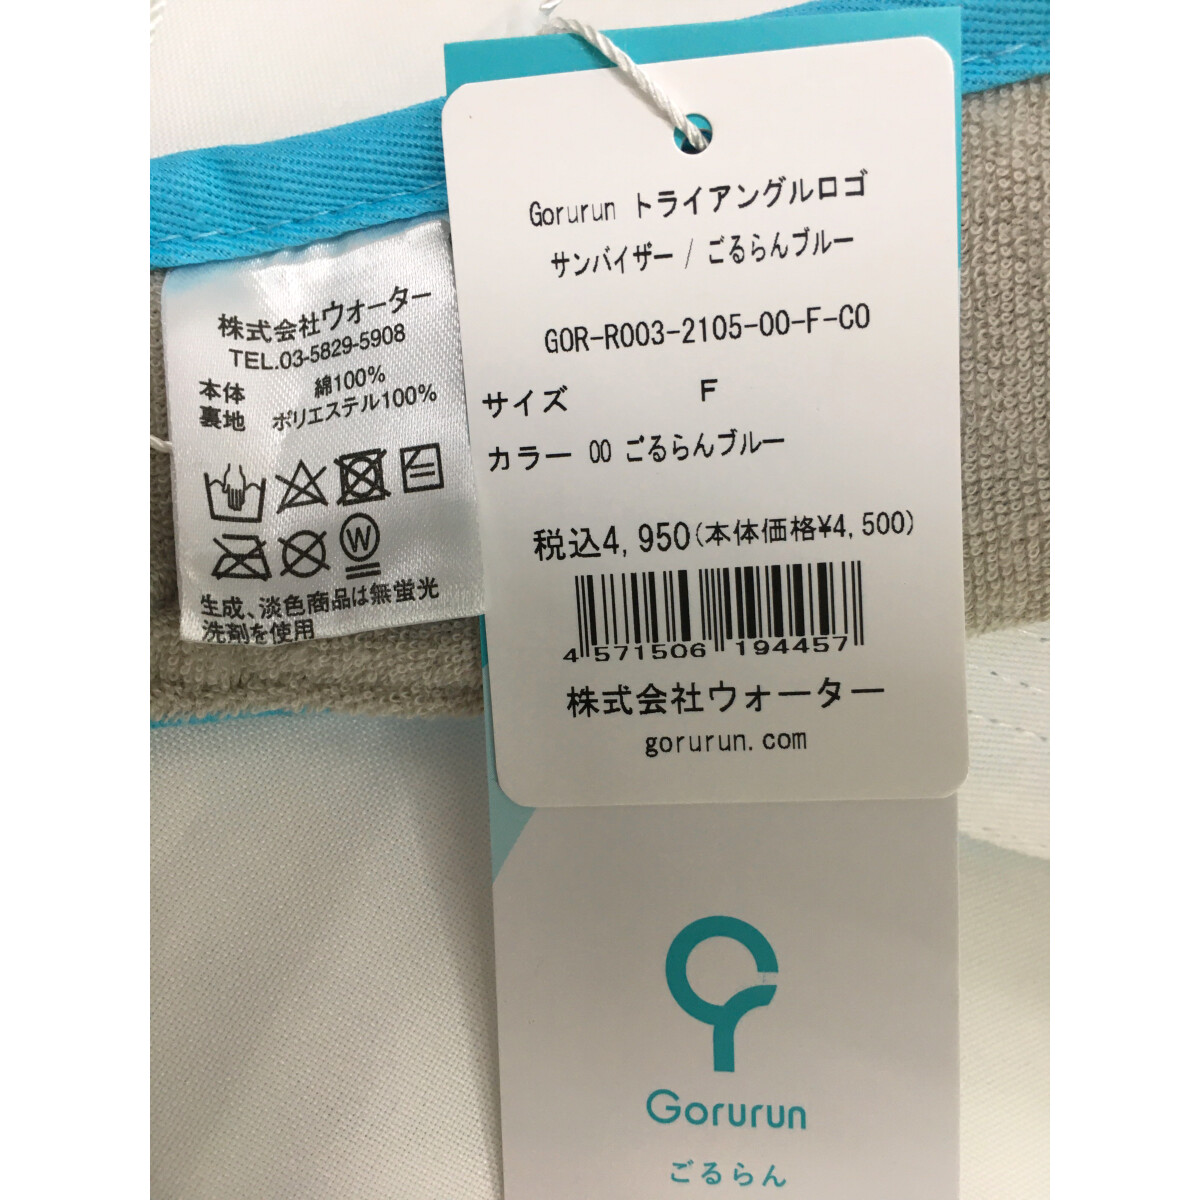 株式会社ウォーター
TEL.03-5829-5908
本体 綿100%
裏地 ポリエステル100%
W
生成、淡色商品は無蛍光
洗剤を使用
Gorurun トライアングルロゴ
サンバイザー / ごるらんブルー
GOR-R003-2105-00-F-CO
サイズ F
カラー 00 ごるらんブルー
税込4,950(本体価格¥4,500)
4 571506 194457
株式会社ウォーター
gorurun.com
Gorurun
ごるらん